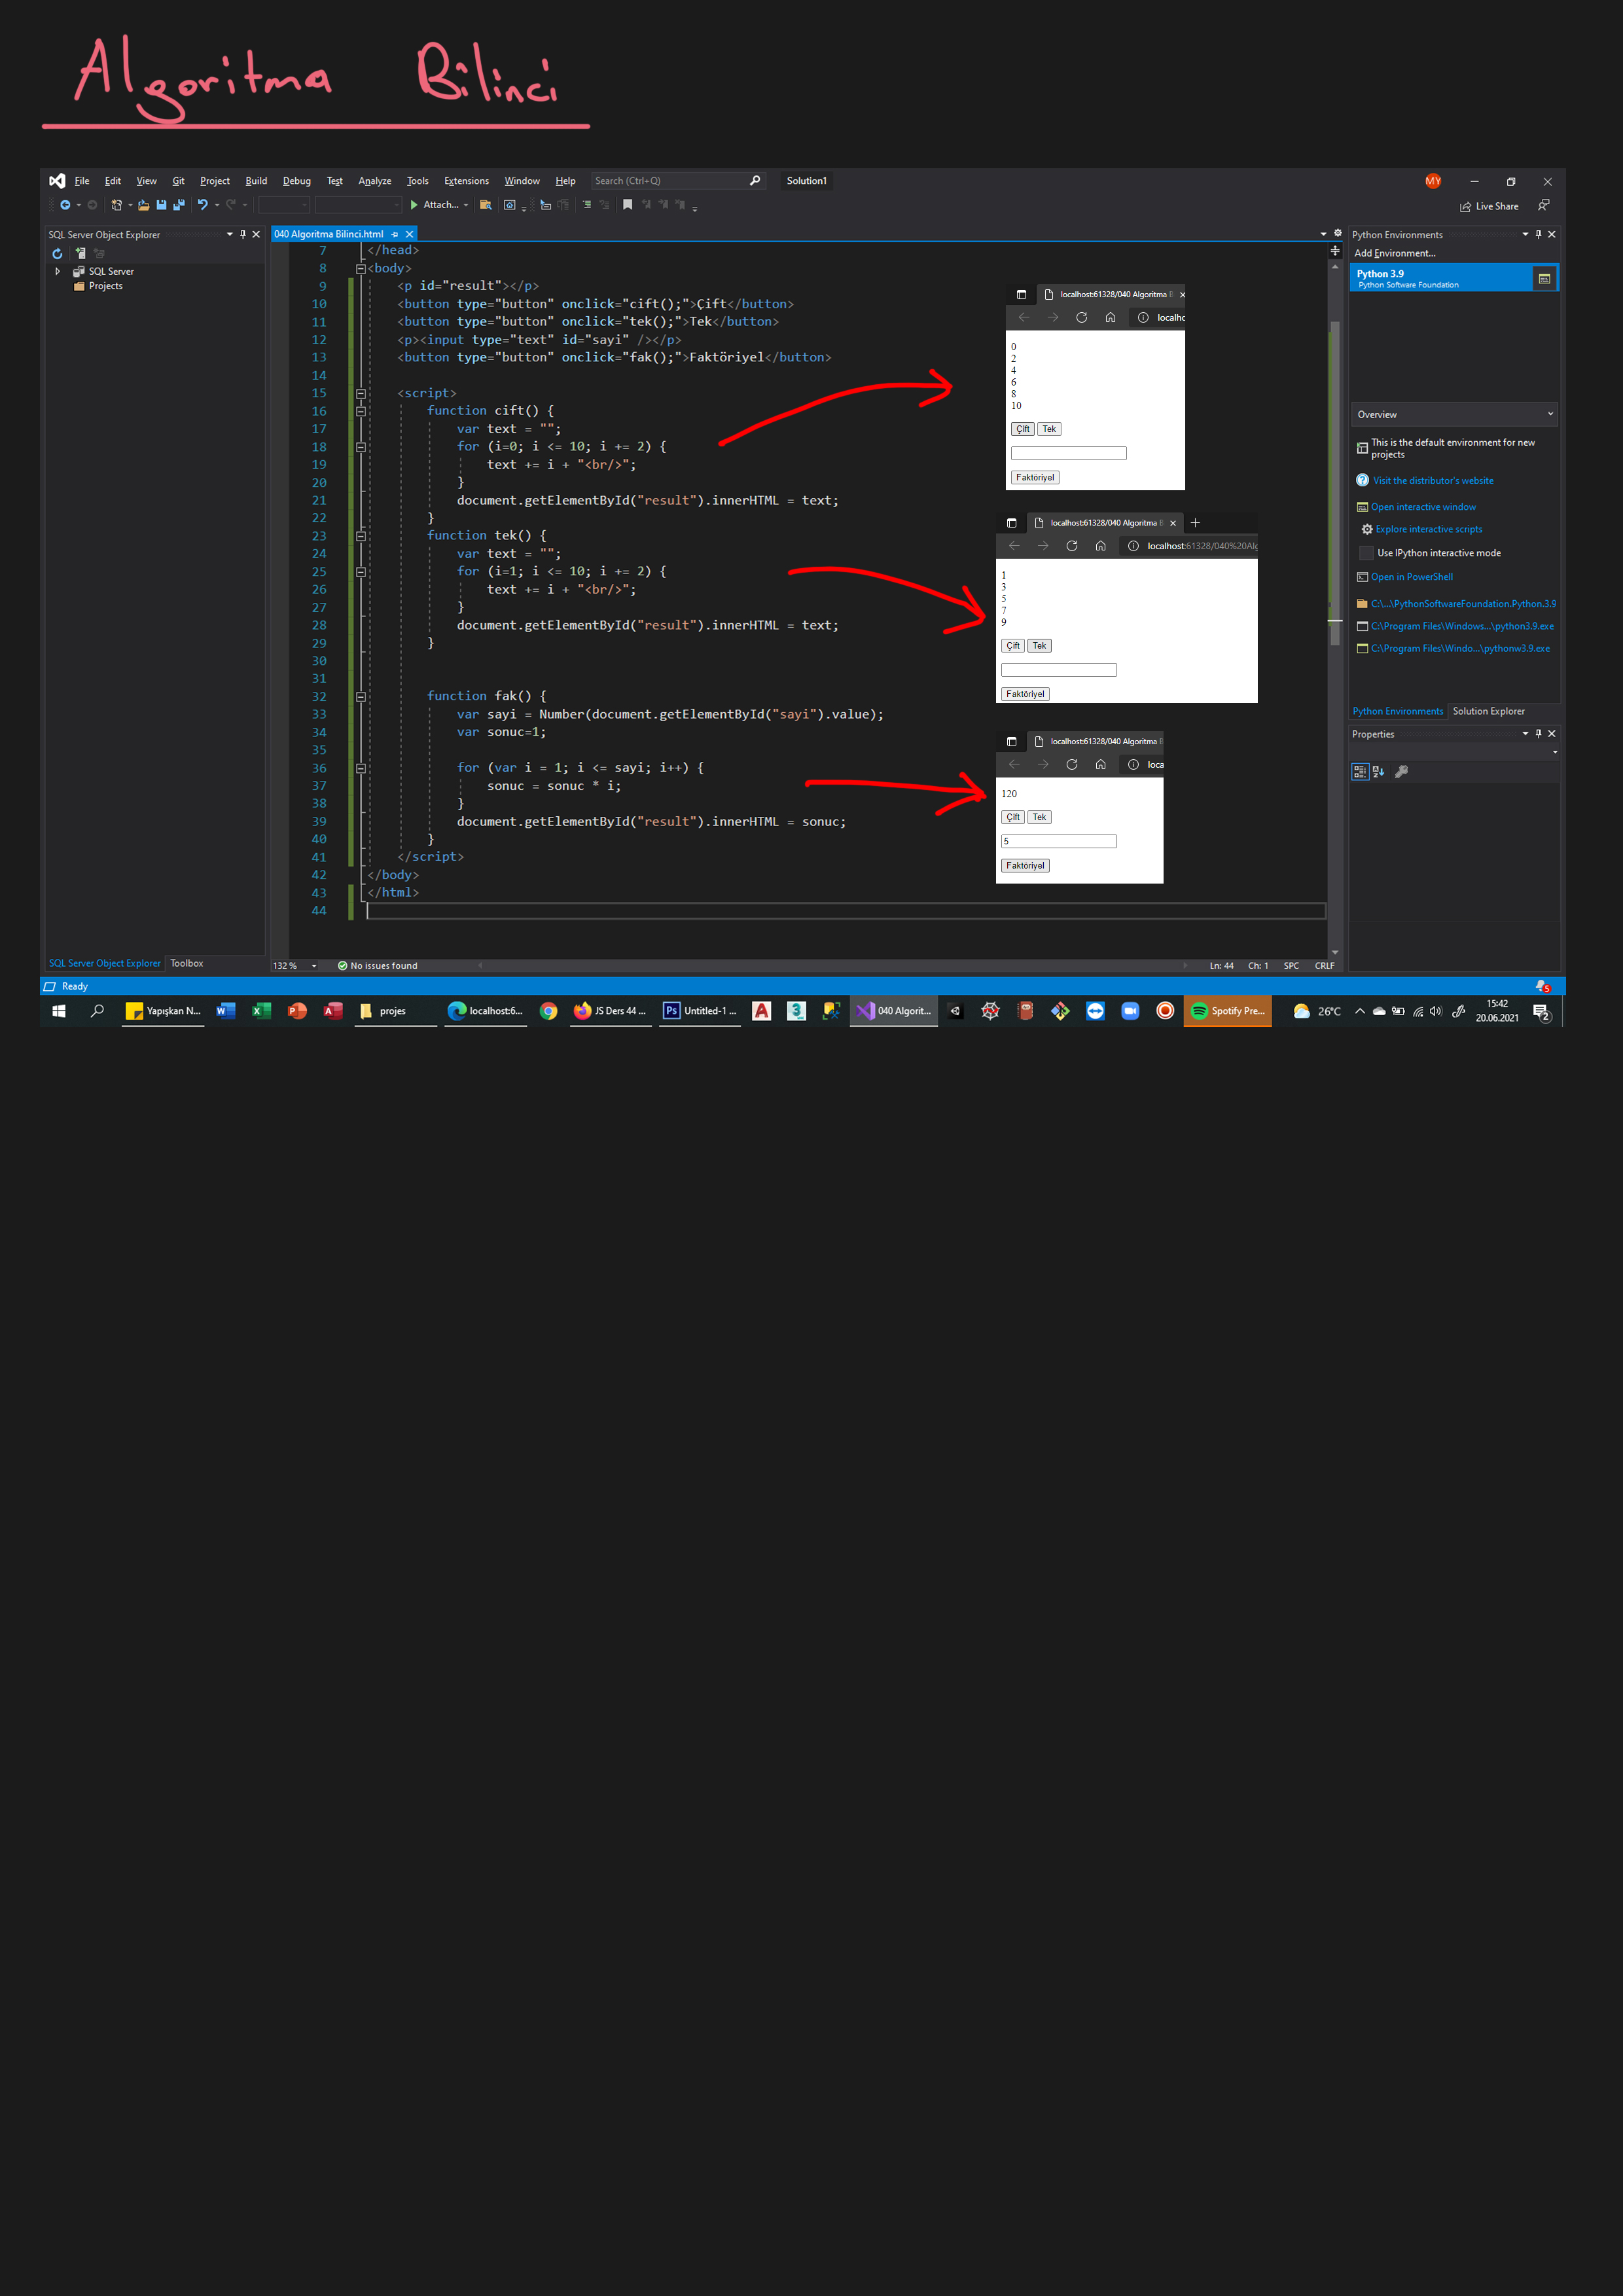 Algoritma Bilinci
File Edit View Git Project Build Debug Test Analyze Tools Extensions Window Help Search (Ctrl+Q) Solution1 MY
Attach... Live Share
SQL Server Object Explorer
SQL Server
Projects
SQL Server Object Explorer Toolbox
040 Algoritma Bilinci.html
7 </head>
8 <body>
9 <p id="result"></p>
10 <button type="button" onclick="cift();">Çift</button>
11 <button type="button" onclick="tek();">Tek</button>
12 <p><input type="text" id="sayi" /></p>
13 <button type="button" onclick="fak();">Faktöriyel</button>
14
15 <script>
16 function cift() {
17 var text = "";
18 for (i=0; i <= 10; i += 2) {
19 text += i + "<br/>";
20 }
21 document.getElementById("result").innerHTML = text;
22 }
23 function tek() {
24 var text = "";
25 for (i=1; i <= 10; i += 2) {
26 text += i + "<br/>";
27 }
28 document.getElementById("result").innerHTML = text;
29 }
30
31
32 function fak() {
33 var sayi = Number(document.getElementById("sayi").value);
34 var sonuc=1;
35
36 for (var i = 1; i <= sayi; i++) {
37 sonuc = sonuc * i;
38 }
39 document.getElementById("result").innerHTML = sonuc;
40 }
41 </script>
42 </body>
43 </html>
44
localhost:61328/040 Algoritma B
localho
0
2
4
6
8
10
Çift Tek
Faktöriyel
localhost:61328/040 Algoritma B
localhost:61328/040%20Alg
1
3
5
7
9
Çift Tek
Faktöriyel
localhost:61328/040 Algoritma B
loca
120
Çift Tek
5
Faktöriyel
132 % No issues found Ln: 44 Ch: 1 SPC CRLF
Python Environments
Add Environment...
Python 3.9
Python Software Foundation
Overview
This is the default environment for new
projects
Visit the distributor's website
Open interactive window
Explore interactive scripts
Use IPython interactive mode
Open in PowerShell
C:\...\PythonSoftwareFoundation.Python.3.9
C:\Program Files\Windows...\python3.9.exe
C:\Program Files\Windo...\pythonw3.9.exe
Python Environments Solution Explorer
Properties
Ready 5
Yapışkan N... projes localhost:6... JS Ders 44 ... Ps Untitled-1 ... 040 Algorit... Spotify Pre... 26°C 15:42
20.06.2021 2